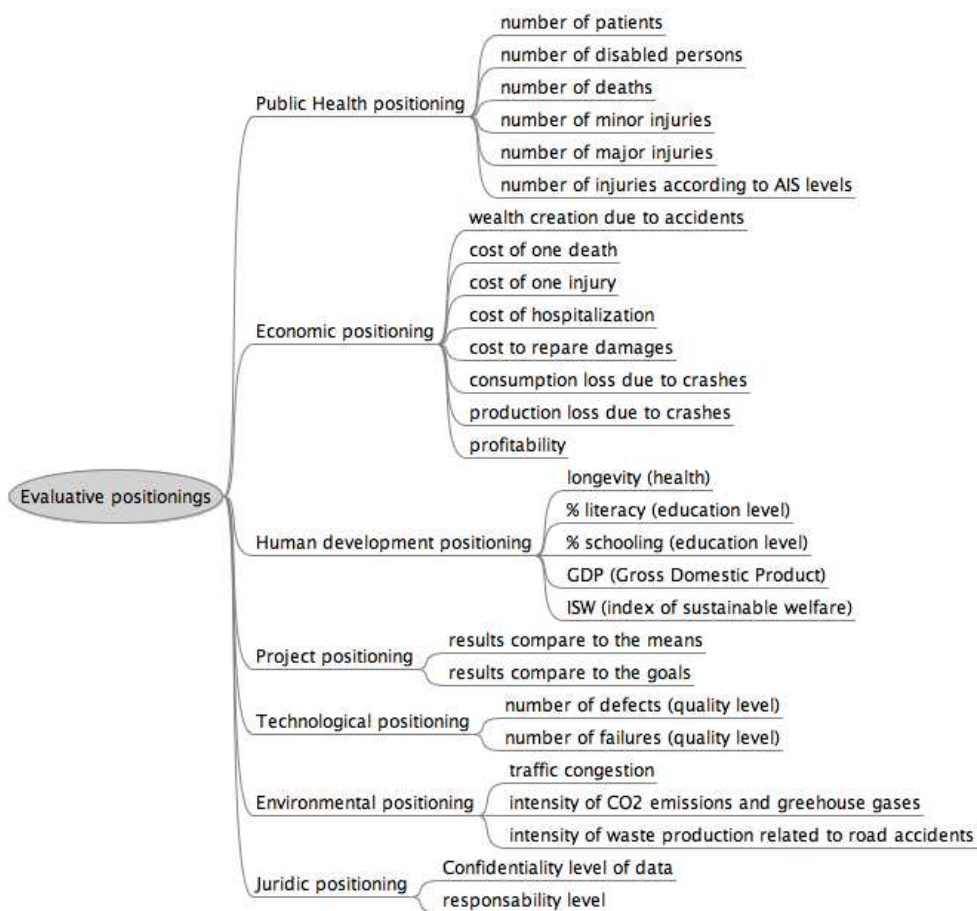 Evaluative positionings
Public Health positioning
number of patients
number of disabled persons
number of deaths
number of minor injuries
number of major injuries
number of injuries according to AIS levels
Economic positioning
wealth creation due to accidents
cost of one death
cost of one injury
cost of hospitalization
cost to repare damages
consumption loss due to crashes
production loss due to crashes
profitability
Human development positioning
longevity (health)
% literacy (education level)
% schooling (education level)
GDP (Gross Domestic Product)
ISW (index of sustainable welfare)
Project positioning
results compare to the means
results compare to the goals
Technological positioning
number of defects (quality level)
number of failures (quality level)
Environmental positioning
traffic congestion
intensity of CO2 emissions and greehouse gases
intensity of waste production related to road accidents
Juridic positioning
Confidentiality level of data
responsability level